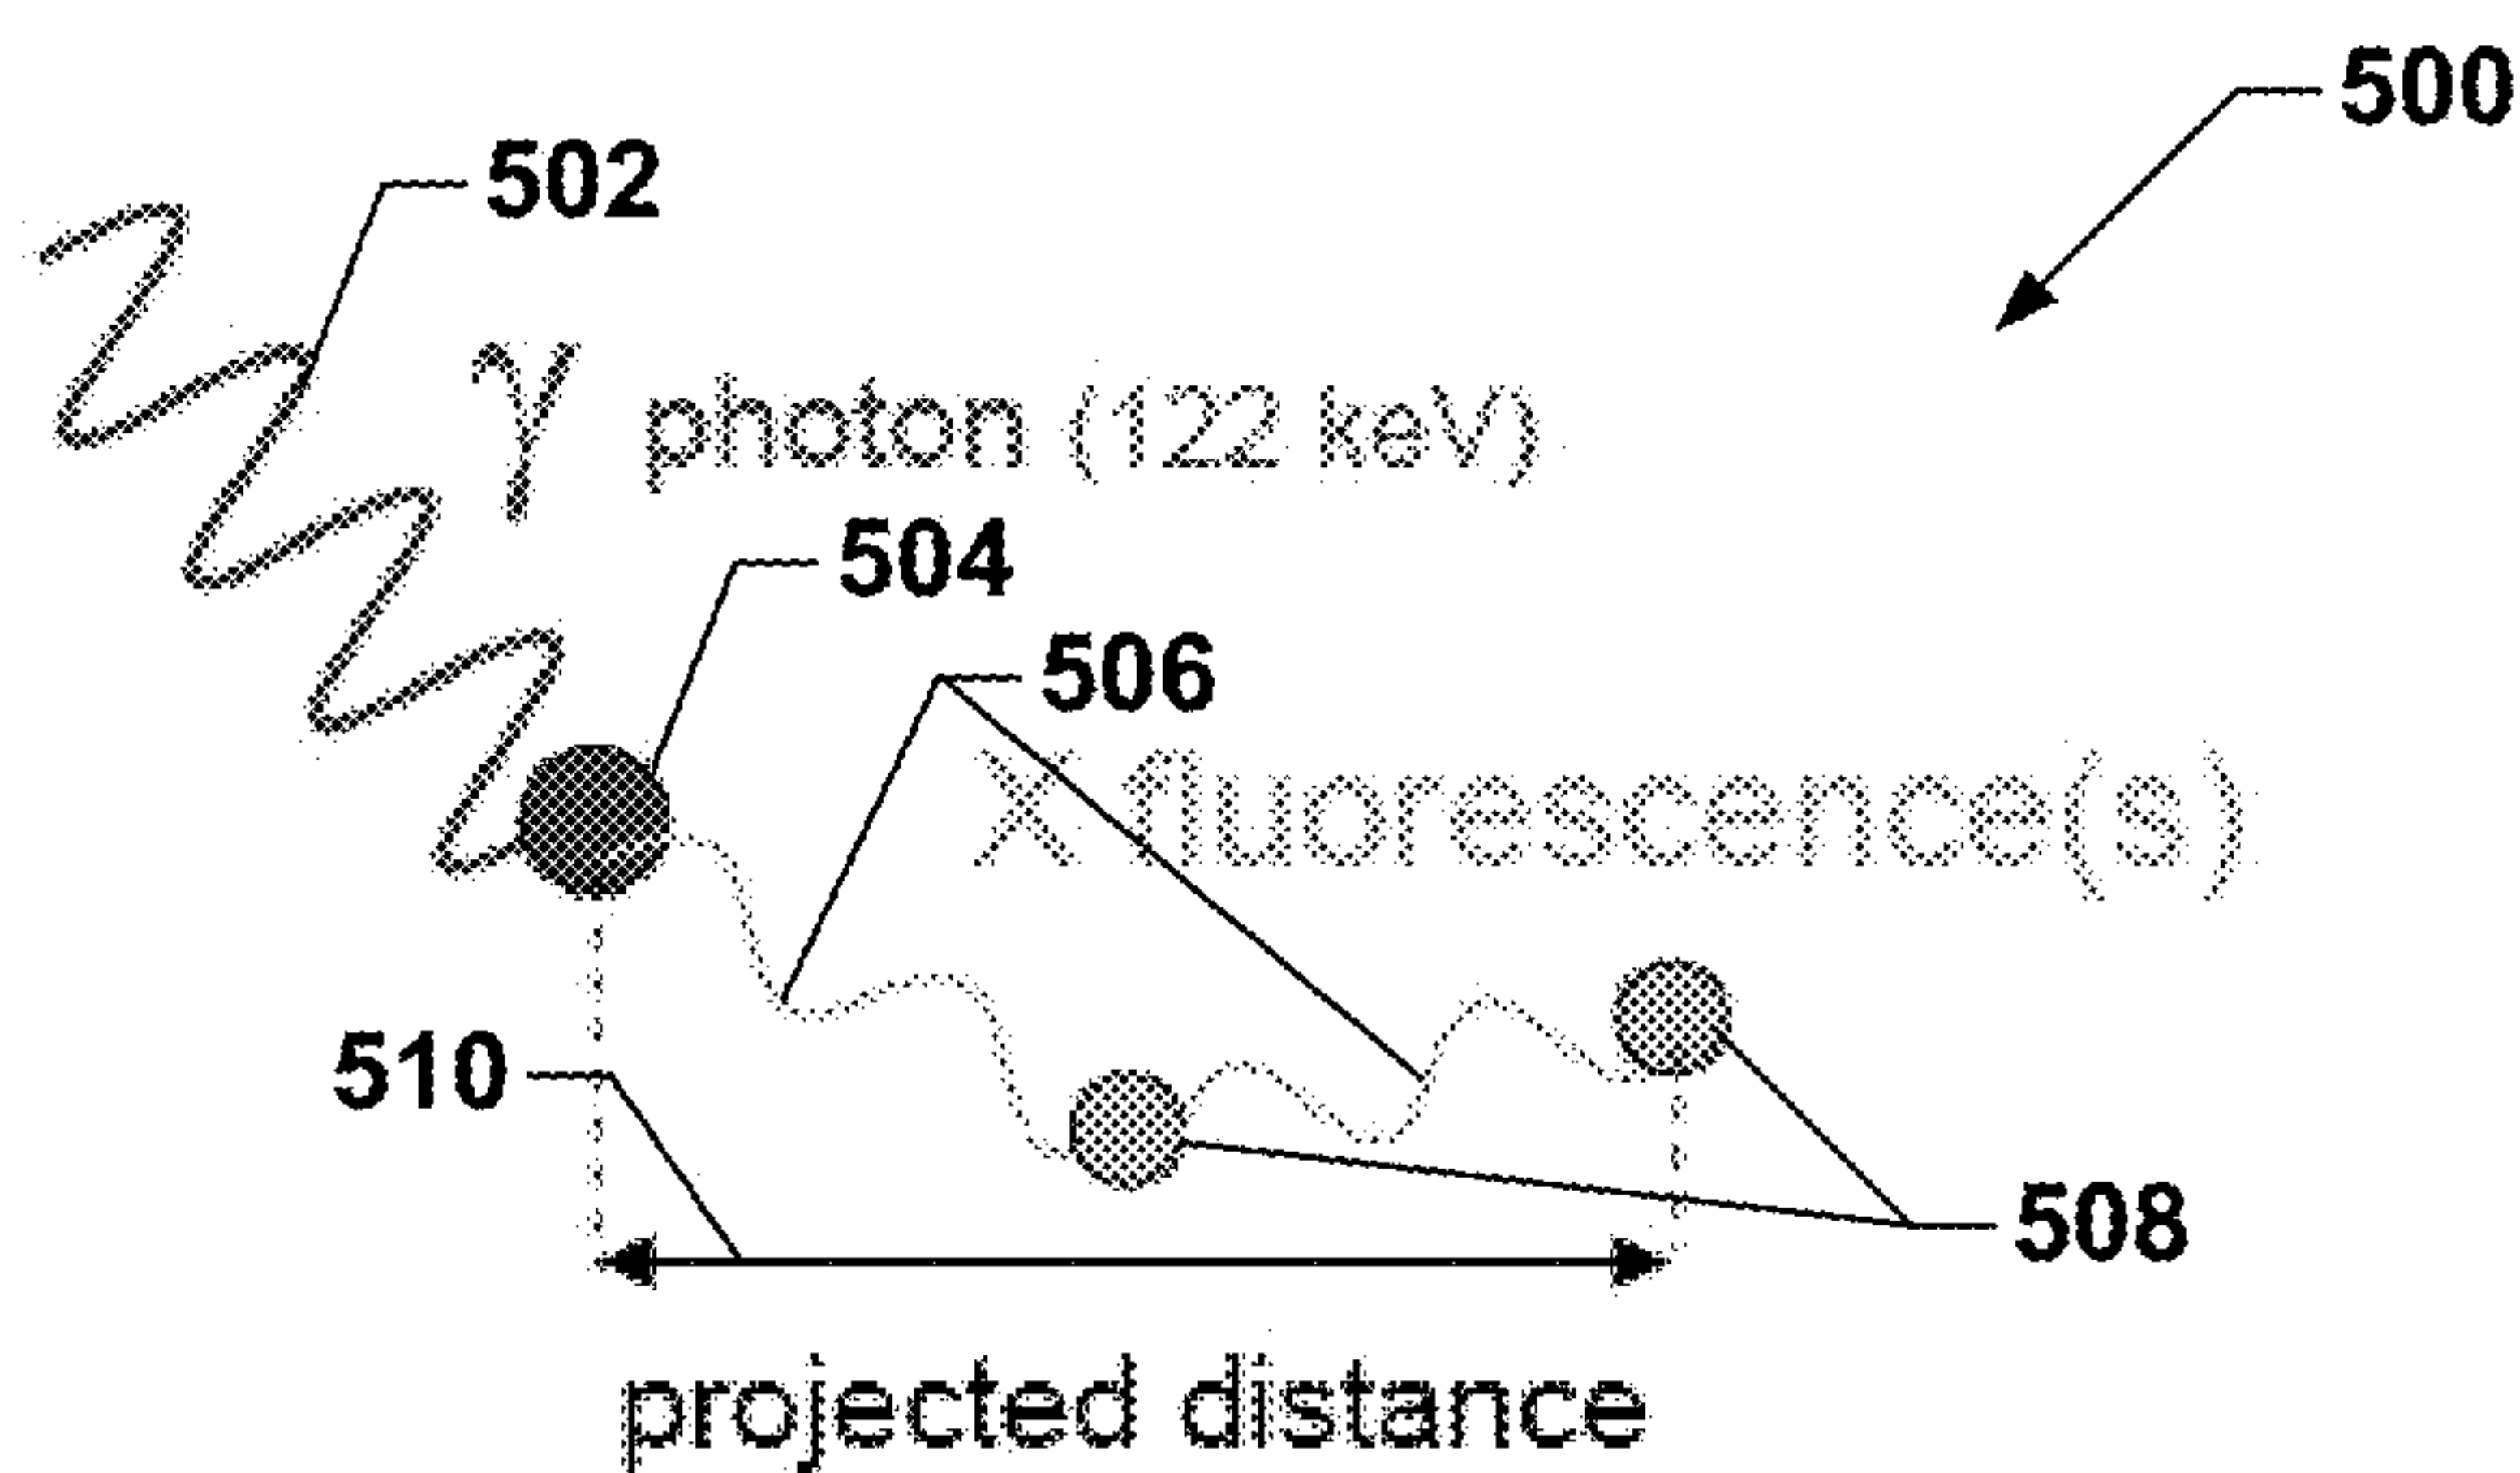 500
502
γ photon (122 keV)
504
506
X fluorescence(s)
510
508
projected distance